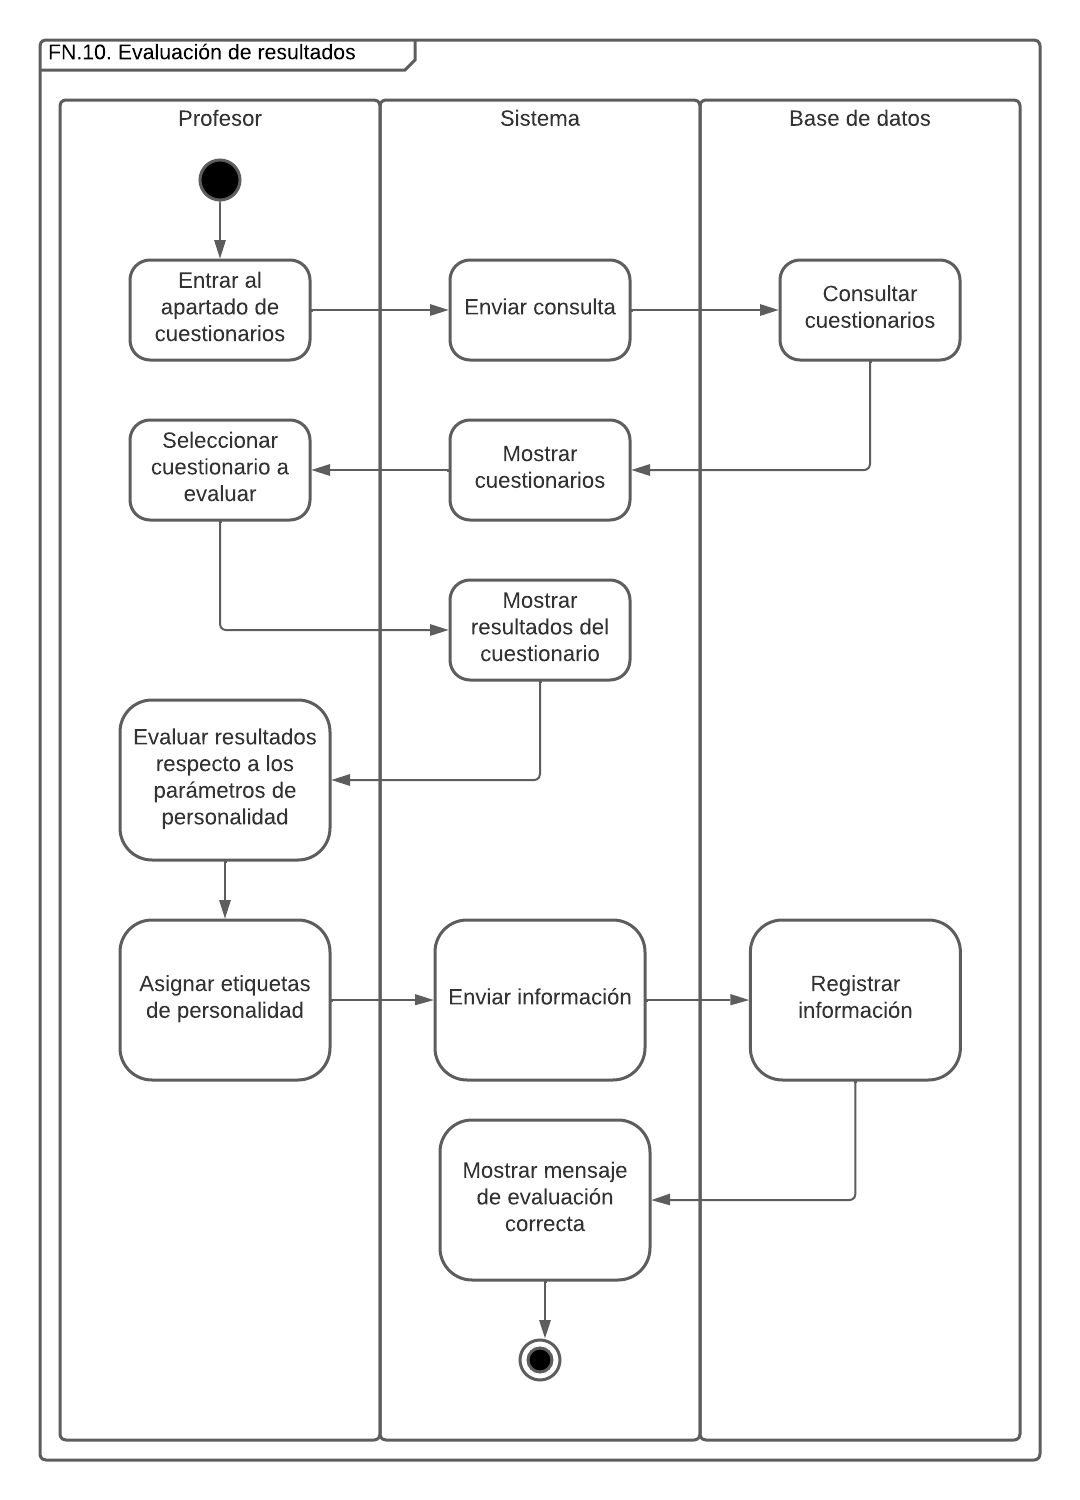 FN.10. Evaluación de resultados
Profesor
Sistema
Base de datos
Entrar al
apartado de
cuestionarios
Enviar consulta
Consultar
cuestionarios
Seleccionar
cuestionario a
evaluar
Mostrar
cuestionarios
Mostrar
resultados del
cuestionario
Evaluar resultados
respecto a los
parámetros de
personalidad
Asignar etiquetas
de personalidad
Enviar información
Registrar
información
Mostrar mensaje
de evaluación
correcta